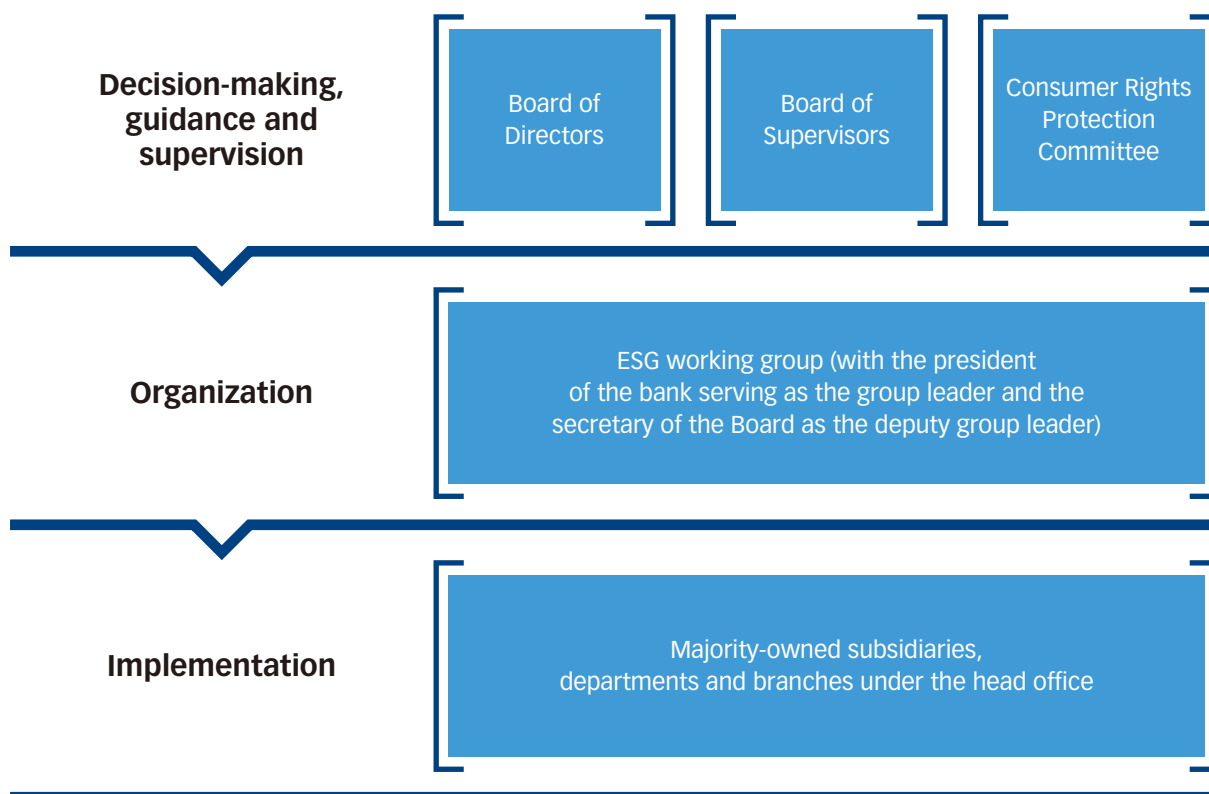 Decision-making,
guidance and
supervision
Board of
Directors
Board of
Supervisors
Consumer Rights
Protection
Committee
Organization
ESG working group (with the president
of the bank serving as the group leader and the
secretary of the Board as the deputy group leader)
Implementation
Majority-owned subsidiaries,
departments and branches under the head office